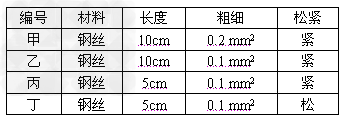 编号 材料 长度 粗细 松紧
甲 钢丝 10cm 0.2 mm² 紧
乙 钢丝 10cm 0.1 mm² 紧
丙 钢丝 5cm 0.1 mm² 紧
丁 钢丝 5cm 0.1 mm² 松